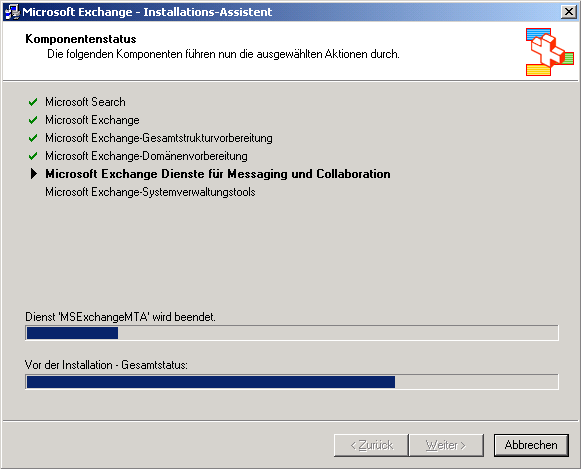 Microsoft Exchange - Installations-Assistent
Komponentenstatus
Die folgenden Komponenten führen nun die ausgewählten Aktionen durch.
Microsoft Search
Microsoft Exchange
Microsoft Exchange-Gesamtstrukturvorbereitung
Microsoft Exchange-Domänenvorbereitung
Microsoft Exchange Dienste für Messaging und Collaboration
Microsoft Exchange-Systemverwaltungstools
Dienst 'MSExchangeMTA' wird beendet.
Vor der Installation - Gesamtstatus:
< Zurück
Weiter >
Abbrechen